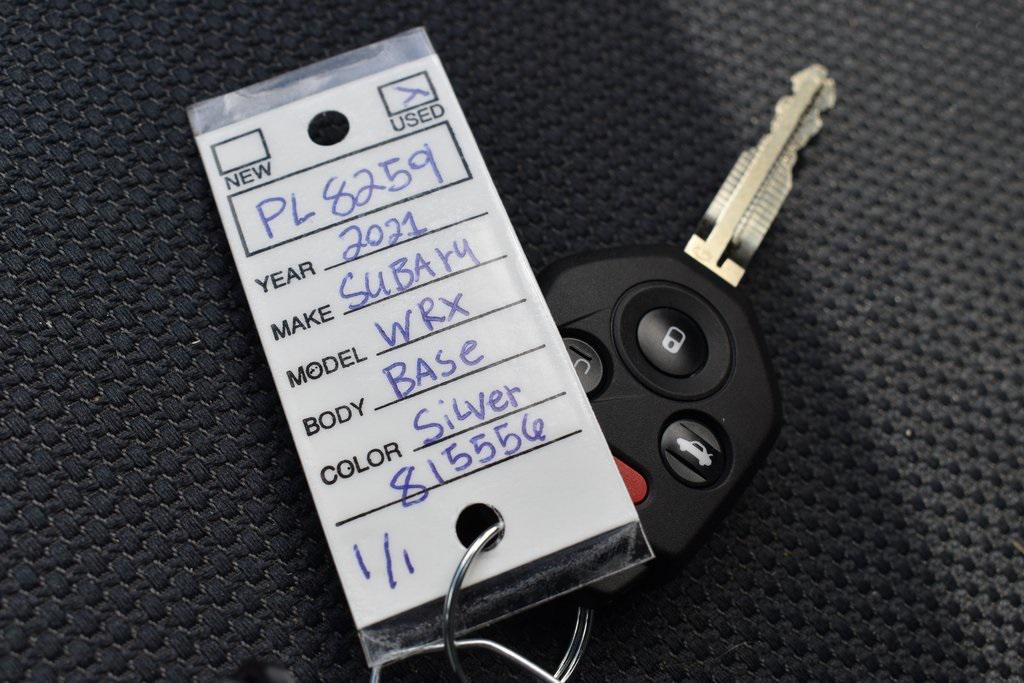 NEW USED
PL 8259
YEAR 2021
MAKE SUBAru
MODEL WRX
BODY BASe
COLOR Silver
815556
1/1